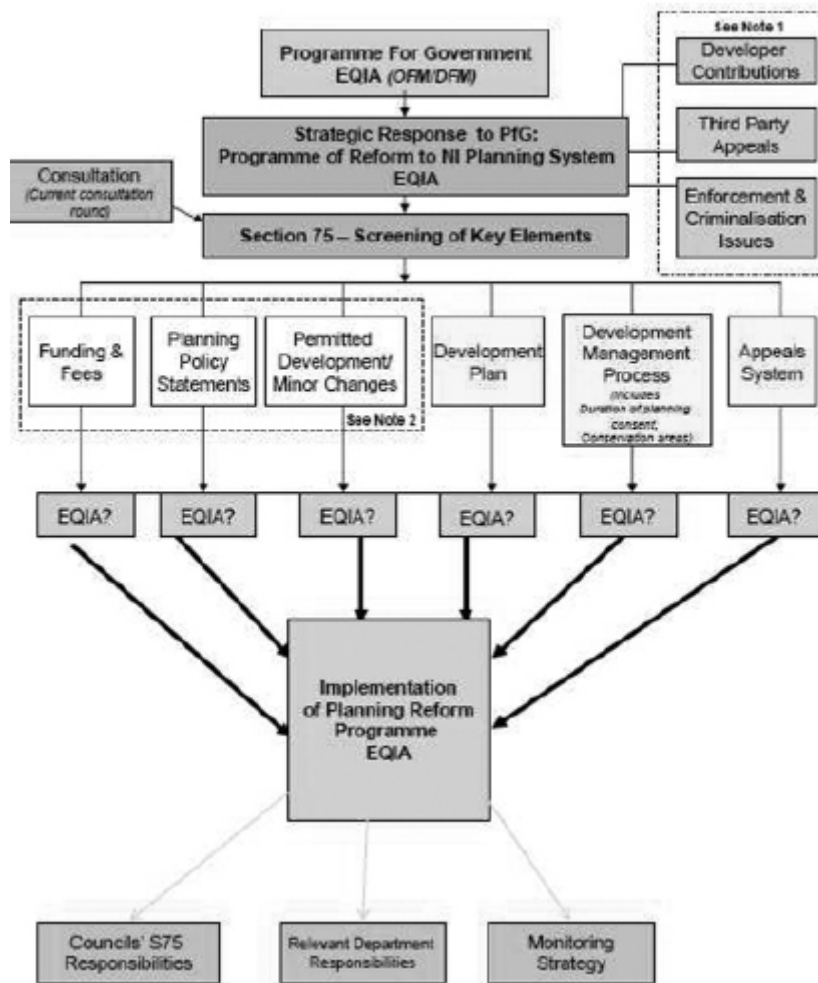 See Note 1
Programme For Government
EQIA (OFM/DFM)
Developer
Contributions
Strategic Response to PfG:
Programme of Reform to NI Planning System
EQIA
Third Party
Appeals
Consultation
(Current consultation
round)
Enforcement &
Criminalisation
Issues
Section 75 – Screening of Key Elements
Funding &
Fees
Planning
Policy
Statements
Permitted
Development/
Minor Changes
Development
Plan
Development
Management
Process
(Includes
Duration of planning
consent,
Conservation areas)
Appeals
System
See Note 2
EQIA?
EQIA?
EQIA?
EQIA?
EQIA?
EQIA?
Implementation
of Planning Reform
Programme
EQIA
Councils' S75
Responsibilities
Relevant Department
Responsibilities
Monitoring
Strategy